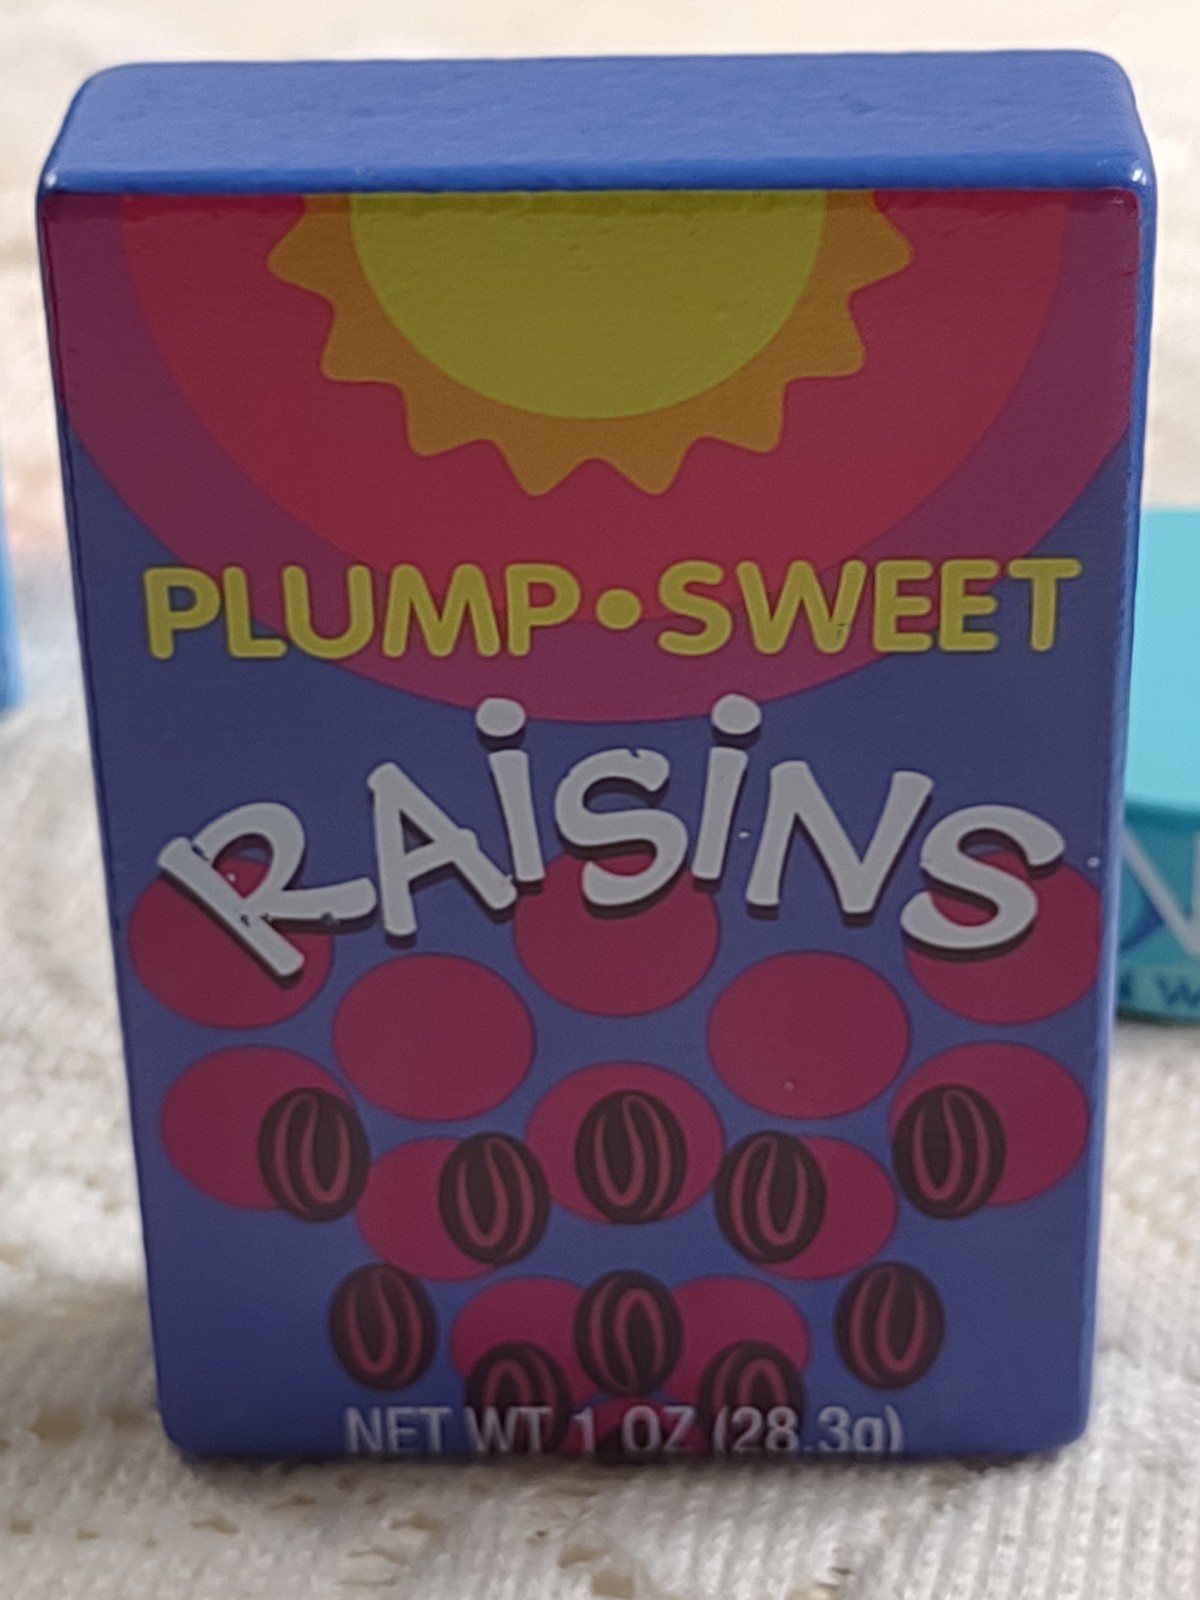 PLUMP•SWEET
RAiSiNS
NET WT 1 OZ (28.3g)